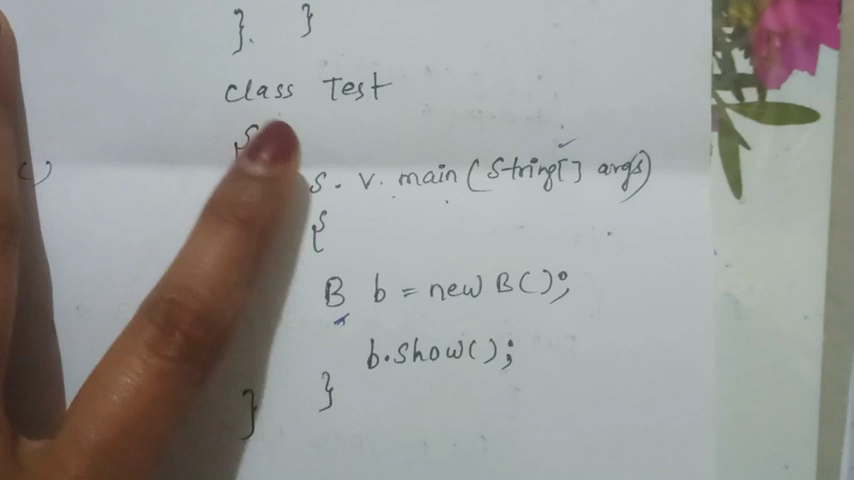 }. }
class Test
{
s. v. main (String[] args)
{
B b = new B();
b.show();
}
}